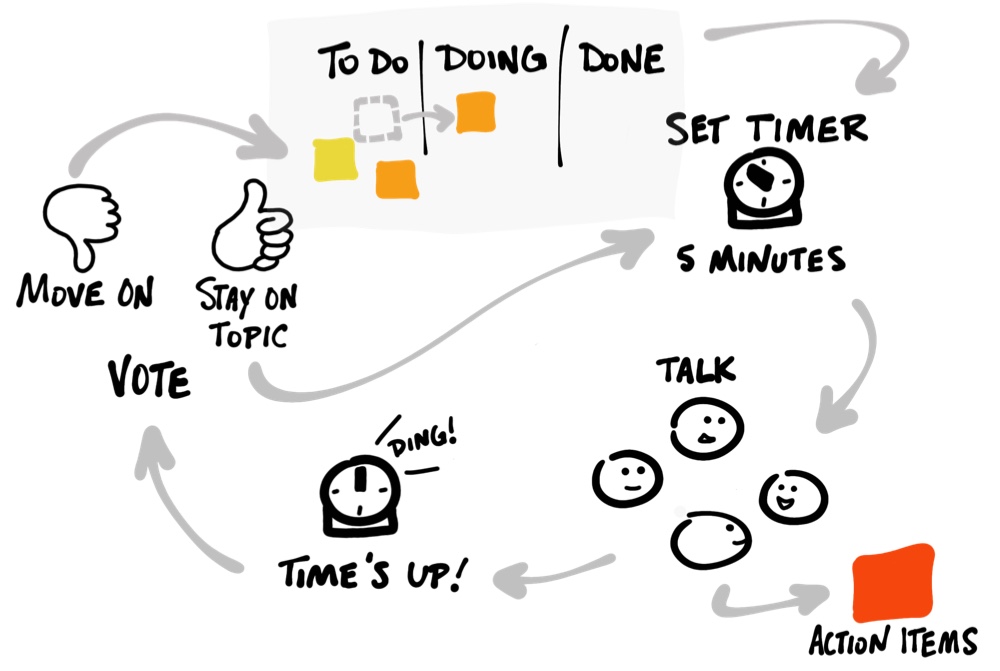 TO DO
DOING
DONE
SET TIMER
5 MINUTES
MOVE ON
STAY ON
TOPIC
VOTE
TALK
DING!
TIME'S UP!
ACTION ITEMS